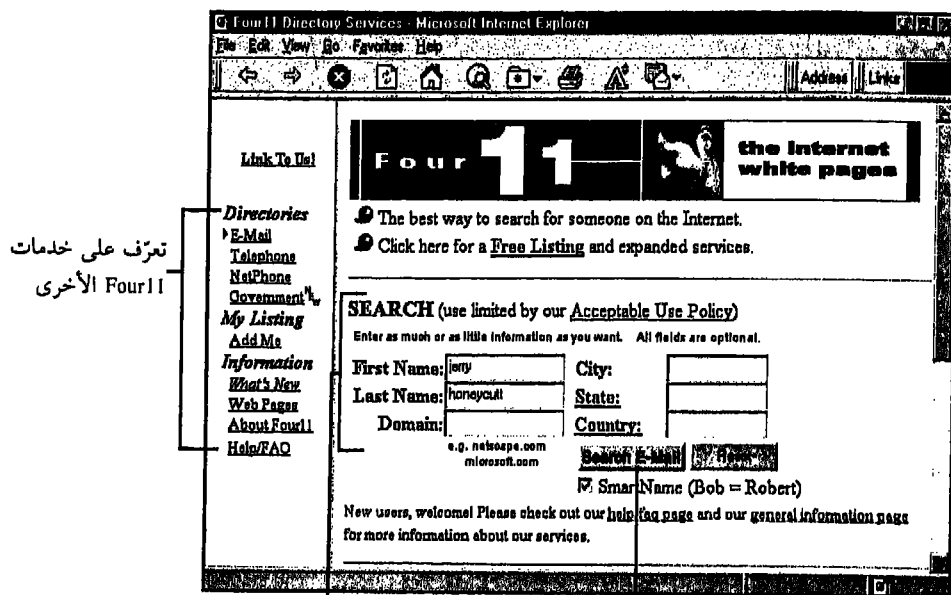 Four11 Directory Services - Microsoft Internet Explorer
File Edit View Go Favorites Help
Address Links
Link To Us!
Four 11
the Internet
white pages
The best way to search for someone on the Internet.
Click here for a Free Listing and expanded services.
تعرّف على خدمات
Four11 الأخرى
Directories
E-Mail
Telephone
NetPhone
Government New
My Listing
Add Me
Information
What's New
Web Pages
About Four11
Help/FAQ
SEARCH (use limited by our Acceptable Use Policy)
Enter as much or as little information as you want. All fields are optional.
First Name: jerry City:
Last Name: honeycutt State:
Domain: Country:
e.g. netscape.com
microsoft.com
Search E-Mail Reset
SmartName (Bob = Robert)
New users, welcome! Please check out our help/faq page and our general information page
for more information about our services.